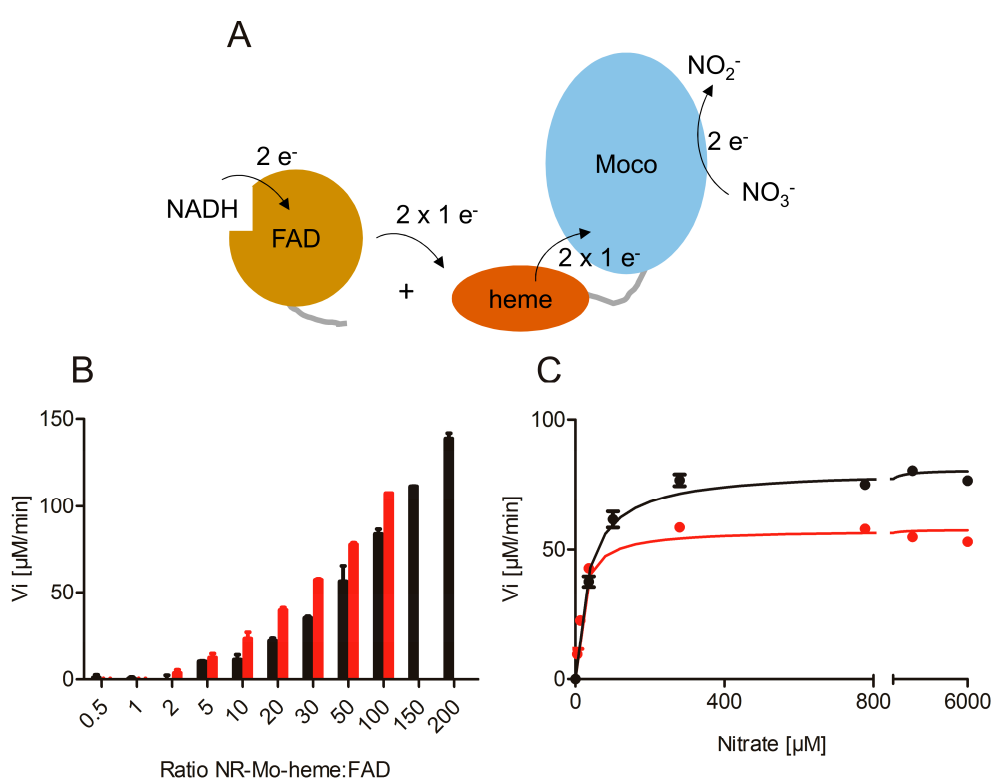 A
NO₂⁻
2 e⁻
2 e⁻
Moco
NADH
NO₃⁻
2 x 1 e⁻
FAD
2 x 1 e⁻
+
heme
B
C
150
100
50
0
Vi [µM/min]
0.5 1 2 5 10 20 30 50 100 150 200
Ratio NR-Mo-heme:FAD
100
50
0
Vi [µM/min]
0 400 800 6000
Nitrate [µM]